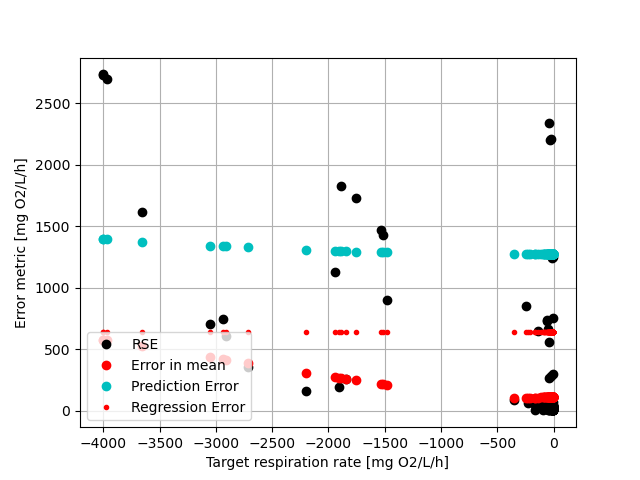 2500
2000
1500
1000
500
0
Error metric [mg O2/L/h]
RSE
Error in mean
Prediction Error
Regression Error
−4000 −3500 −3000 −2500 −2000 −1500 −1000 −500 0
Target respiration rate [mg O2/L/h]